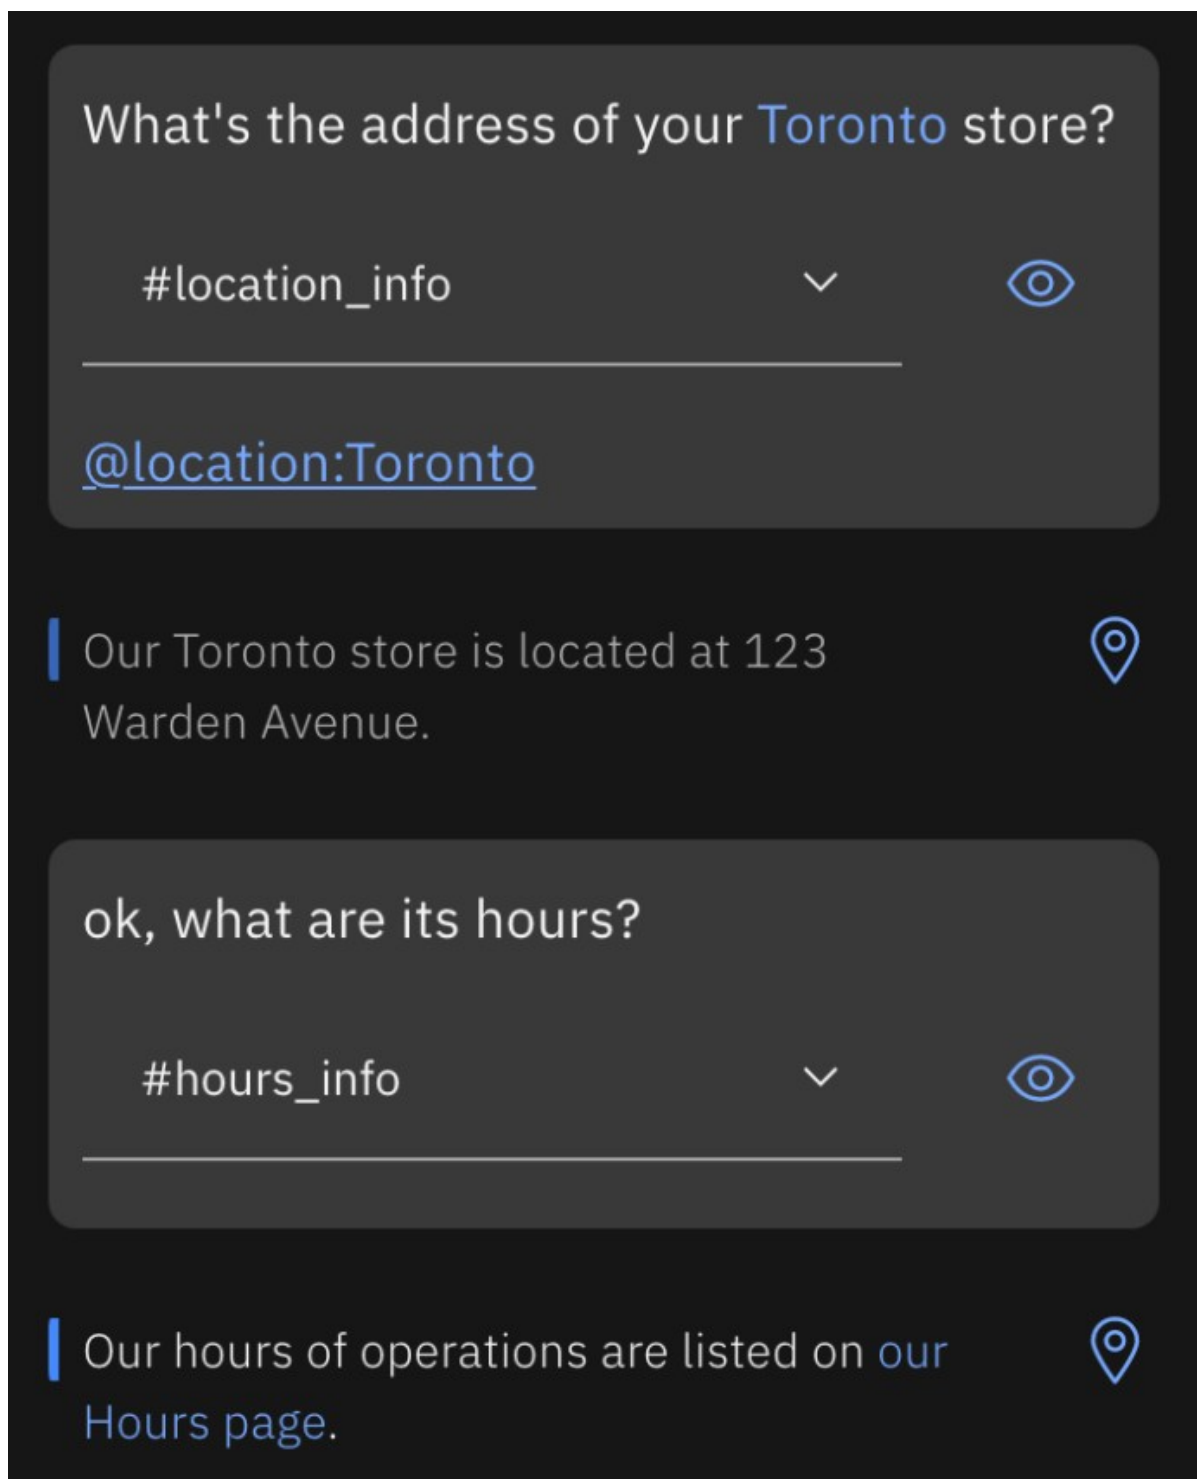 What's the address of your Toronto store?
#location_info
@location:Toronto
Our Toronto store is located at 123
Warden Avenue.
ok, what are its hours?
#hours_info
Our hours of operations are listed on our
Hours page.